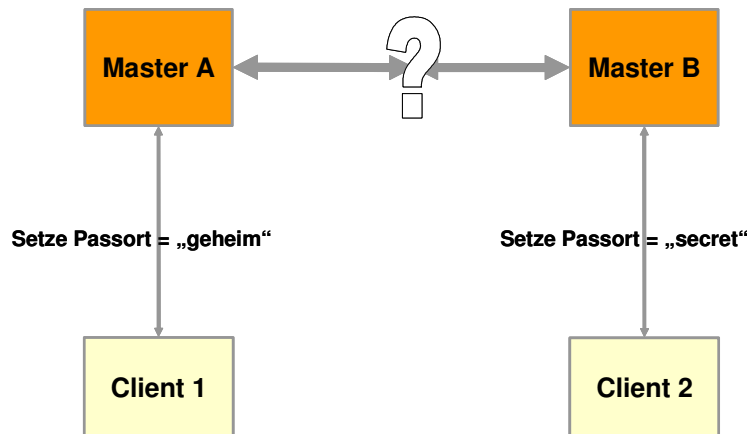 Master A
?
Master B
Setze Passort = „geheim“
Setze Passort = „secret“
Client 1
Client 2